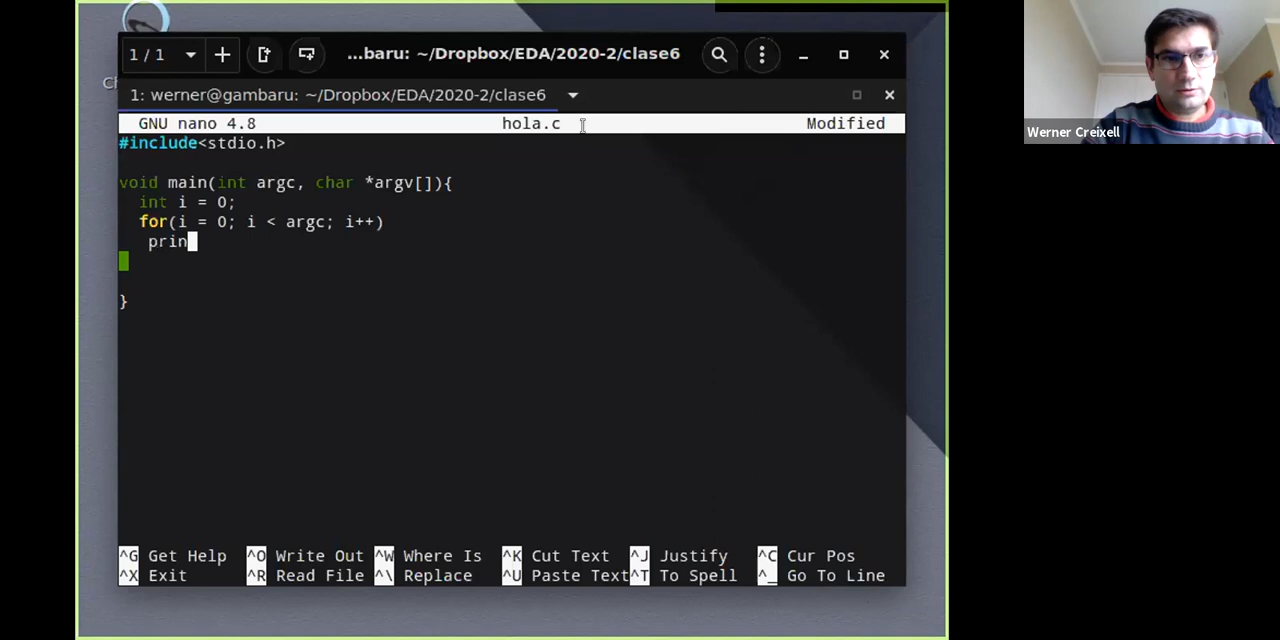 Ch
1 / 1
...baru: ~/Dropbox/EDA/2020-2/clase6
1: werner@gambaru: ~/Dropbox/EDA/2020-2/clase6
GNU nano 4.8 hola.c Modified
#include<stdio.h>
void main(int argc, char *argv[]){
int i = 0;
for(i = 0; i < argc; i++)
prin
}
^G Get Help ^O Write Out ^W Where Is ^K Cut Text ^J Justify ^C Cur Pos
^X Exit ^R Read File ^\ Replace ^U Paste Text ^T To Spell ^_ Go To Line
Werner Creixell